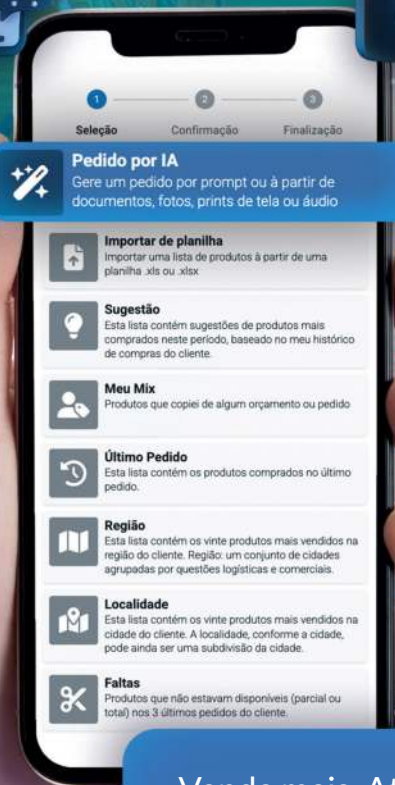 1 2 3
Seleção Confirmação Finalização
Pedido por IA
Gere um pedido por prompt ou à partir de
documentos, fotos, prints de tela ou áudio
Importar de planilha
Importar uma lista de produtos à partir de uma
planilha .xls ou .xlsx
Sugestão
Esta lista contém sugestões de produtos mais
comprados neste período, baseado no meu histórico
de compras do cliente.
Meu Mix
Produtos que copiei de algum orçamento ou pedido
Último Pedido
Esta lista contém os produtos comprados no último
pedido.
Região
Esta lista contém os vinte produtos mais vendidos na
região do cliente. Região: um conjunto de cidades
agrupadas por questões logísticas e comerciais.
Localidade
Esta lista contém os vinte produtos mais vendidos na
cidade do cliente. A localidade, conforme a cidade,
pode ainda ser uma subdivisão da cidade.
Faltas
Produtos que não estavam disponíveis (parcial ou
total) nos 3 últimos pedidos do cliente.